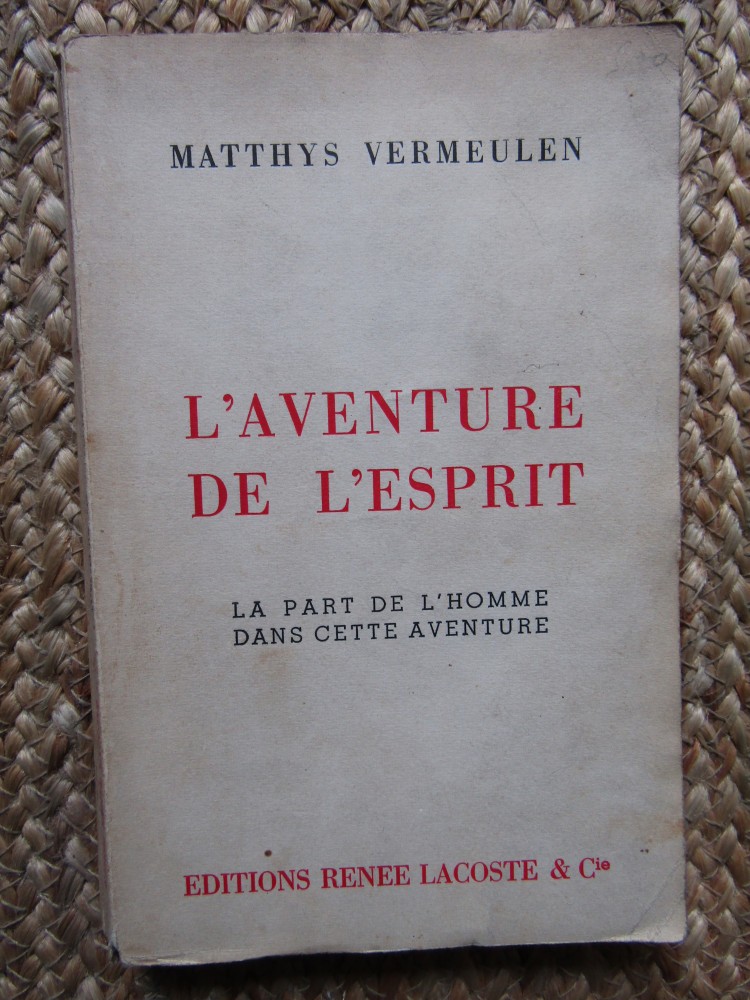 MATTHYS VERMEULEN
L'AVENTURE
DE L'ESPRIT
LA PART DE L'HOMME
DANS CETTE AVENTURE
EDITIONS RENEE LACOSTE & Cie